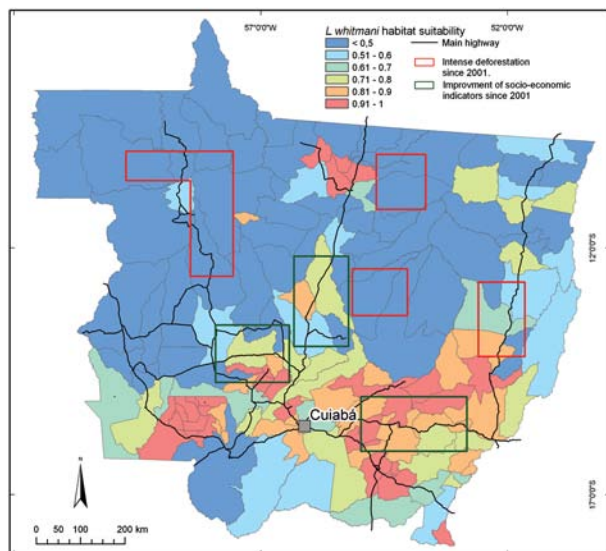 57°0'0"W
52°0'0"W
L whitmani habitat suitability
< 0,5
0.51 - 0.6
0.61 - 0.7
0.71 - 0.8
0.81 - 0.9
0.91 - 1
Main highway
Intense deforestation
since 2001.
Improvment of socio-economic
indicators since 2001
12°0'0"S
Cuiabá
17°0'0"S
N
0 50 100 200 km